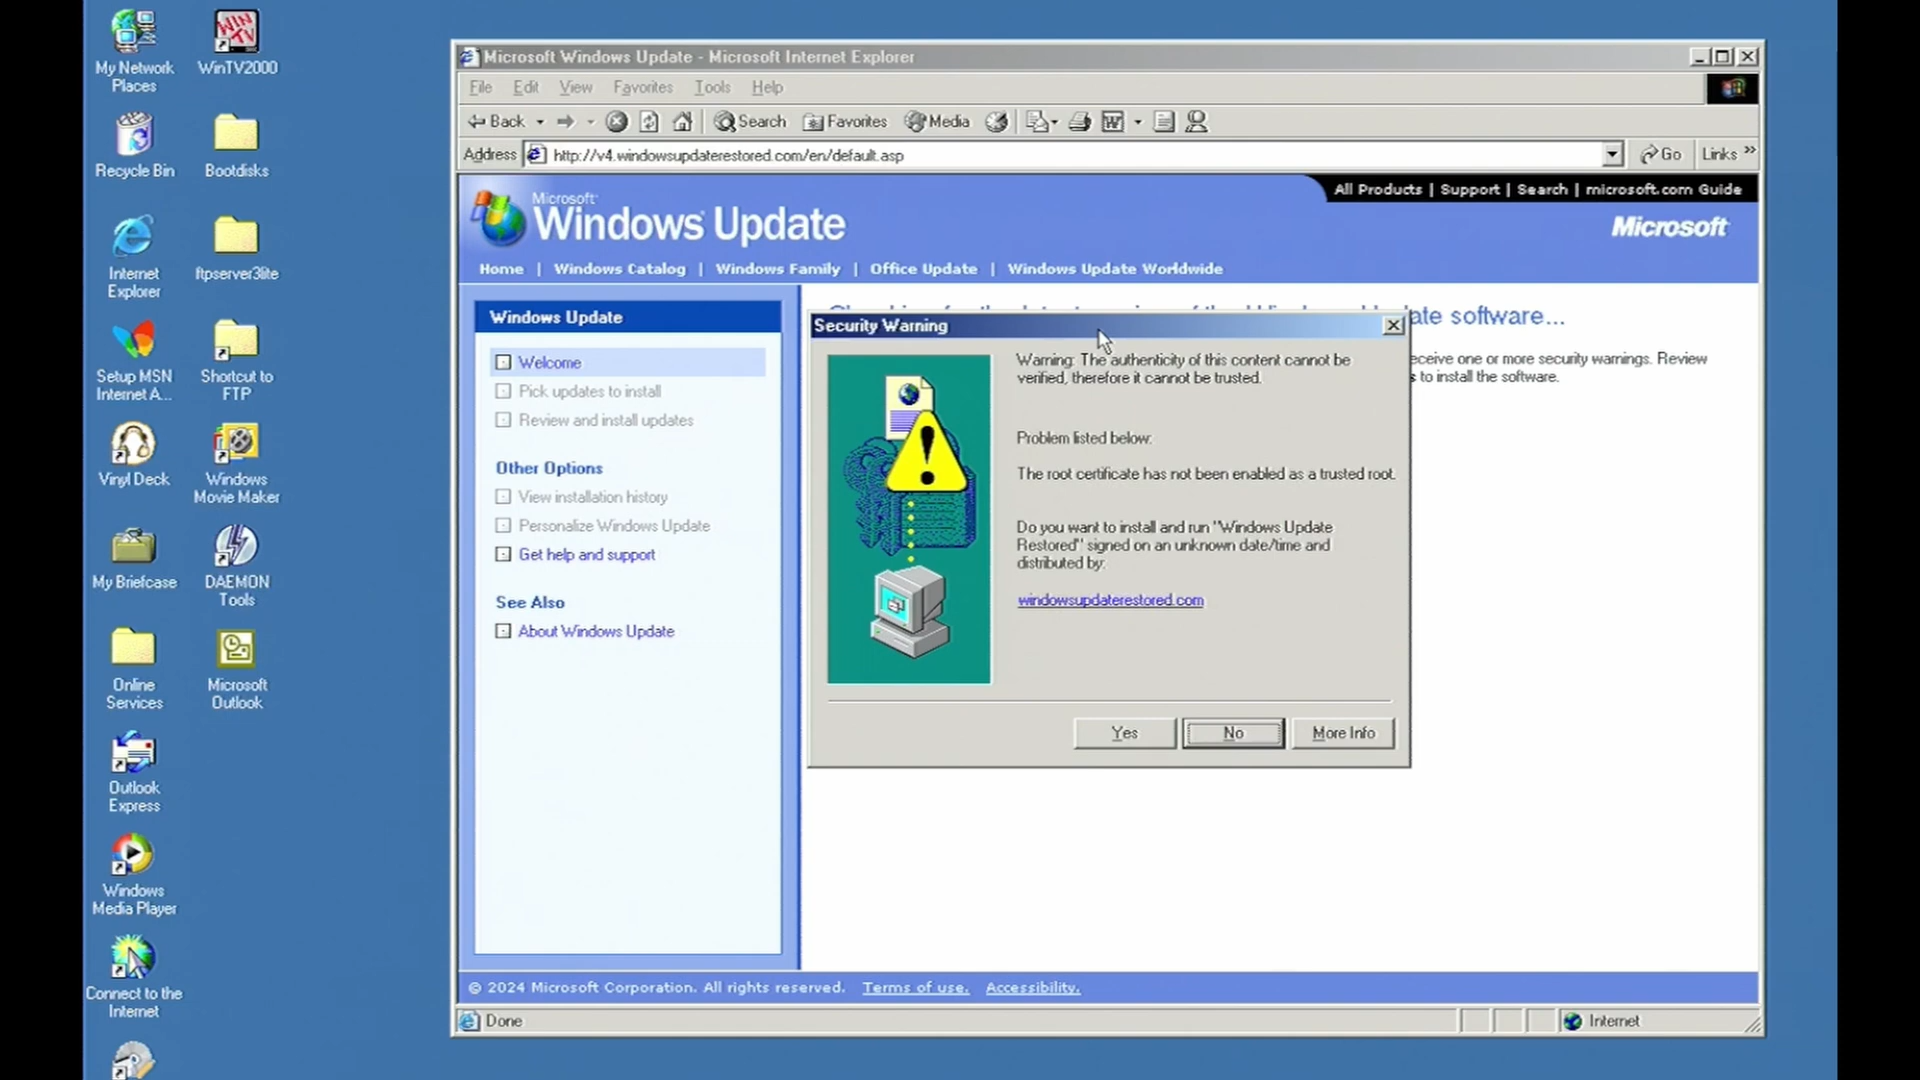 My Network
Places
WinTV2000
Recycle Bin
Bootdisks
Internet
Explorer
ftpserver3lite
Setup MSN
Internet A...
Shortcut to
FTP
Vinyl Deck
Windows
Movie Maker
My Briefcase
DAEMON
Tools
Online
Services
Microsoft
Outlook
Outlook
Express
Windows
Media Player
Connect to the
Internet
Microsoft Windows Update - Microsoft Internet Explorer
File Edit View Favorites Tools Help
Back Search Favorites Media
Address http://v4.windowsupdaterestored.com/en/default.asp Go Links »
All Products | Support | Search | microsoft.com Guide
Microsoft
Windows Update
Microsoft
Home | Windows Catalog | Windows Family | Office Update | Windows Update Worldwide
Windows Update
Welcome
Pick updates to install
Review and install updates
Other Options
View installation history
Personalize Windows Update
Get help and support
See Also
About Windows Update
ate software...
eceive one or more security warnings. Review
s to install the software.
Security Warning
Warning: The authenticity of this content cannot be
verified, therefore it cannot be trusted.
Problem listed below:
The root certificate has not been enabled as a trusted root.
Do you want to install and run "Windows Update
Restored" signed on an unknown date/time and
distributed by:
windowsupdaterestored.com
Yes No More Info
© 2024 Microsoft Corporation. All rights reserved. Terms of use. Accessibility.
Done Internet